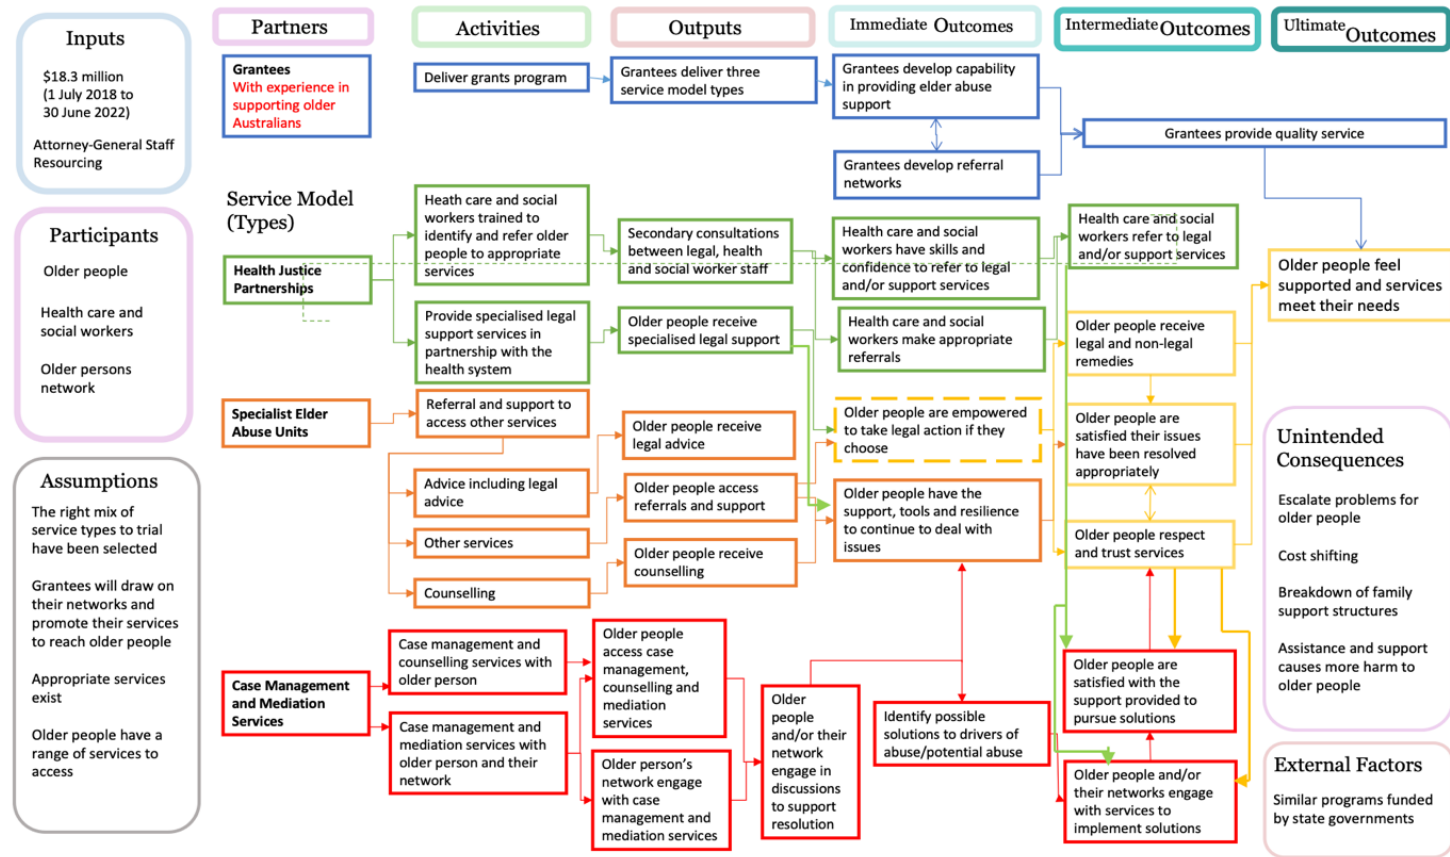 Inputs
$18.3 million
(1 July 2018 to
30 June 2022)
Attorney-General Staff
Resourcing
Participants
Older people
Health care and
social workers
Older persons
network
Assumptions
The right mix of
service types to trial
have been selected
Grantees will draw on
their networks and
promote their services
to reach older people
Appropriate services
exist
Older people have a
range of services to
access
Partners
Activities
Outputs
Immediate Outcomes
Intermediate Outcomes
Ultimate Outcomes
Grantees
With experience in
supporting older
Australians
Deliver grants program
Grantees deliver three
service model types
Grantees develop capability
in providing elder abuse
support
Grantees develop referral
networks
Grantees provide quality service
Service Model
(Types)
Health Justice
Partnerships
Heath care and social
workers trained to
identify and refer older
people to appropriate
services
Secondary consultations
between legal, health
and social worker staff
Health care and social
workers have skills and
confidence to refer to legal
and/or support services
Health care and social
workers refer to legal
and/or support services
Older people feel
supported and services
meet their needs
Provide specialised legal
support services in
partnership with the
health system
Older people receive
specialised legal support
Health care and social
workers make appropriate
referrals
Older people receive
legal and non-legal
remedies
Specialist Elder
Abuse Units
Referral and support to
access other services
Older people receive
legal advice
Older people are empowered
to take legal action if they
choose
Older people are
satisfied their issues
have been resolved
appropriately
Advice including legal
advice
Older people access
referrals and support
Older people have the
support, tools and resilience
to continue to deal with
issues
Older people respect
and trust services
Other services
Older people receive
counselling
Counselling
Case Management
and Mediation
Services
Case management and
counselling services with
older person
Case management and
mediation services with
older person and their
network
Older people
access case
management,
counselling and
mediation
services
Older person's
network engage
with case
management and
mediation services
Older
people
and/or their
network
engage in
discussions
to support
resolution
Identify possible
solutions to drivers of
abuse/potential abuse
Older people are
satisfied with the
support provided to
pursue solutions
Older people and/or
their networks engage
with services to
implement solutions
Unintended
Consequences
Escalate problems for
older people
Cost shifting
Breakdown of family
support structures
Assistance and support
causes more harm to
older people
External Factors
Similar programs funded
by state governments